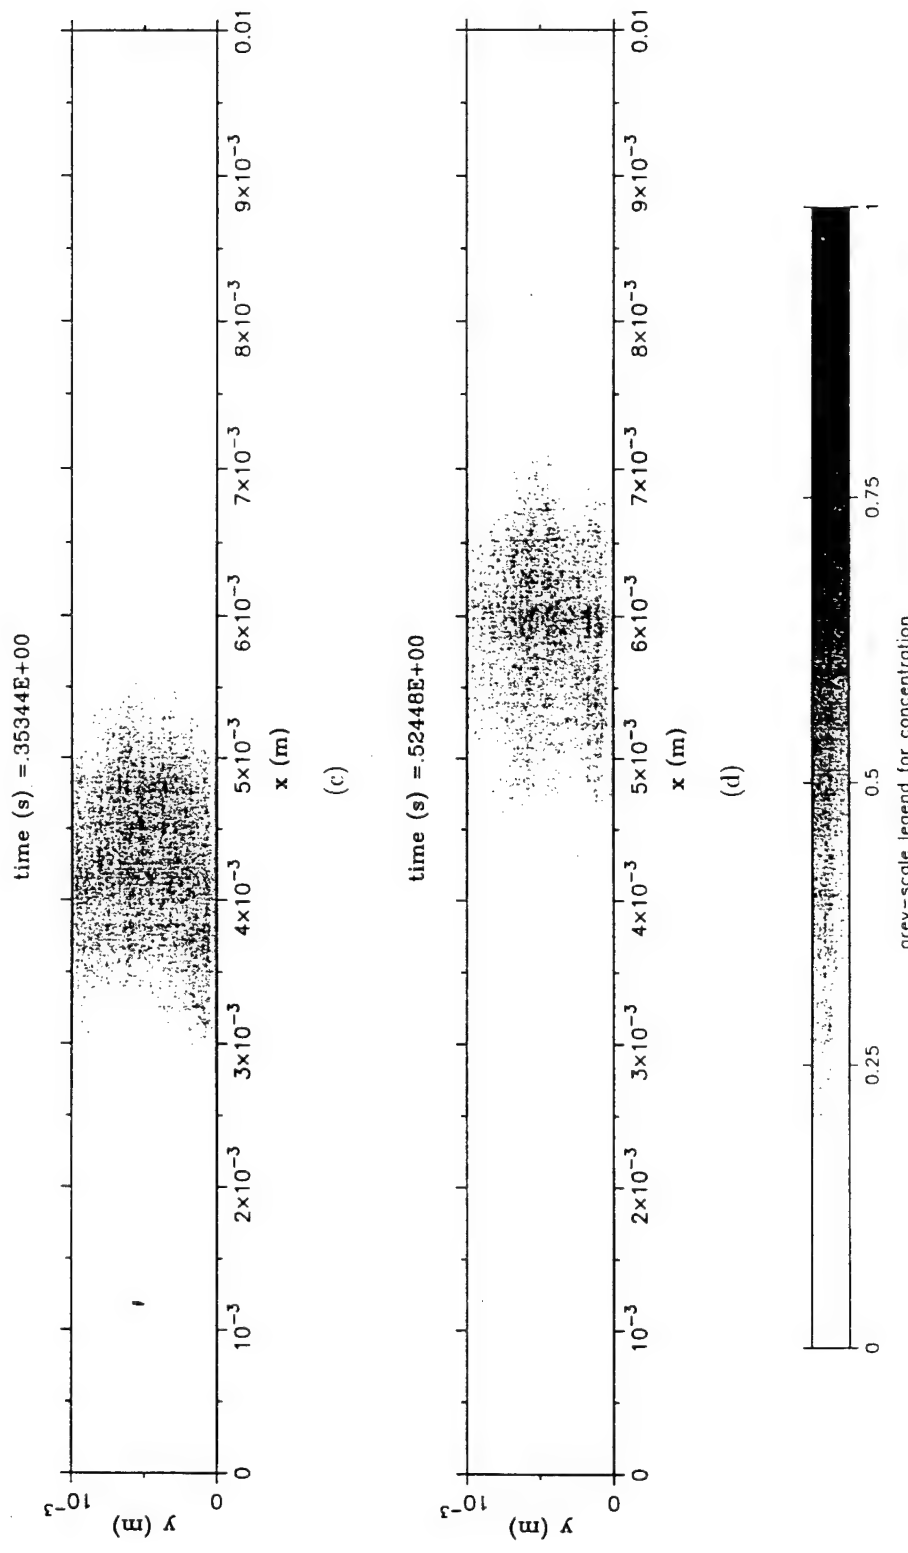 time (s) =.35344E+00
10⁻³
y (m)
0
0 10⁻³ 2×10⁻³ 3×10⁻³ 4×10⁻³ 5×10⁻³ 6×10⁻³ 7×10⁻³ 8×10⁻³ 9×10⁻³ 0.01
x (m)
(c)
time (s) =.52448E+00
10⁻³
y (m)
0
0 10⁻³ 2×10⁻³ 3×10⁻³ 4×10⁻³ 5×10⁻³ 6×10⁻³ 7×10⁻³ 8×10⁻³ 9×10⁻³ 0.01
x (m)
(d)
0 0.25 0.5 0.75 1
grey-scale legend for concentration